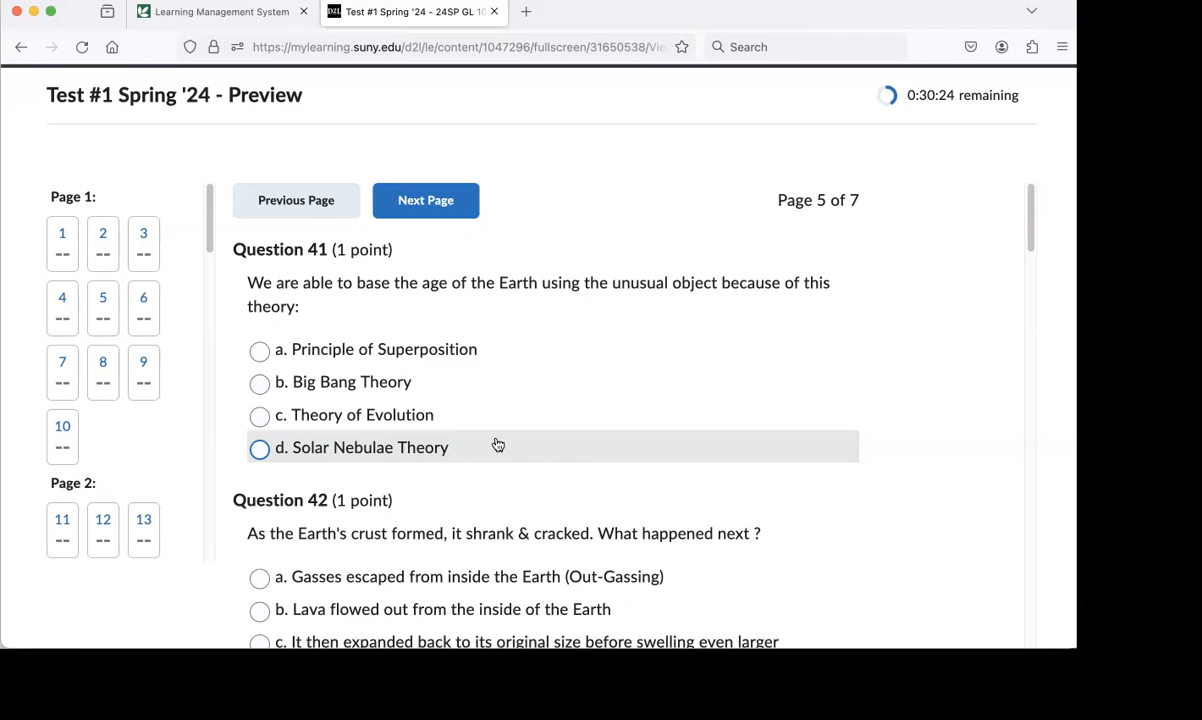 Learning Management System
Test #1 Spring '24 - 24SP GL 10
https://mylearning.suny.edu/d2l/le/content/1047296/fullscreen/31650538/Vie
Search
Test #1 Spring '24 - Preview
0:30:24 remaining
Page 1:
1 2 3
-- -- --
4 5 6
-- -- --
7 8 9
-- -- --
10
--
Page 2:
11 12 13
-- -- --
Previous Page
Next Page
Page 5 of 7
Question 41 (1 point)
We are able to base the age of the Earth using the unusual object because of this
theory:
a. Principle of Superposition
b. Big Bang Theory
c. Theory of Evolution
d. Solar Nebulae Theory
Question 42 (1 point)
As the Earth's crust formed, it shrank & cracked. What happened next ?
a. Gasses escaped from inside the Earth (Out-Gassing)
b. Lava flowed out from the inside of the Earth
c. It then expanded back to its original size before swelling even larger